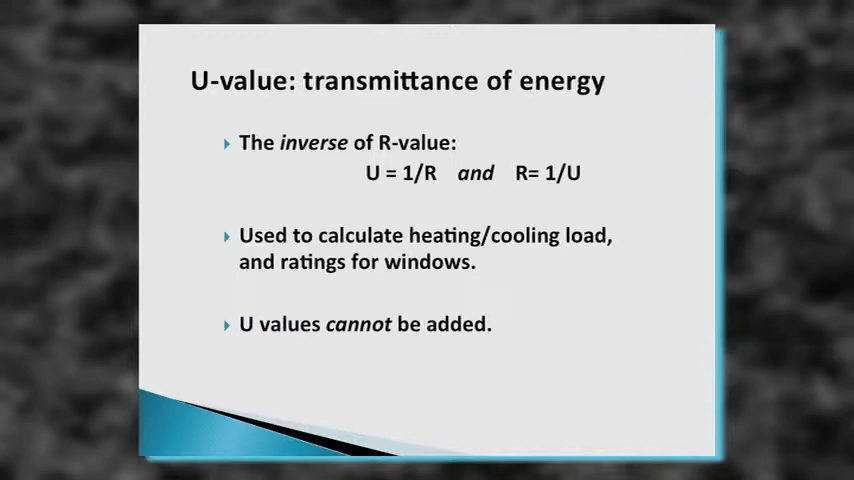 U-value: transmittance of energy
The inverse of R-value:
U = 1/R and R= 1/U
Used to calculate heating/cooling load,
and ratings for windows.
U values cannot be added.